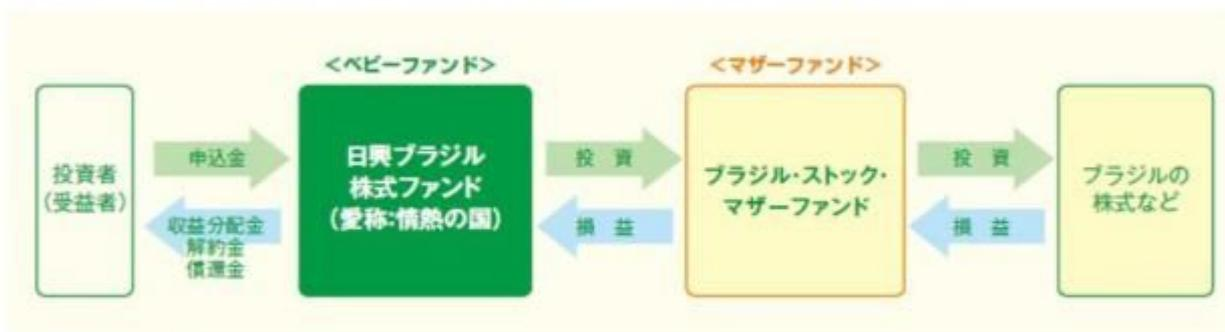 <ベビーファンド>
<マザーファンド>
投資者
(受益者)
申込金
収益分配金
解約金
償還金
日興ブラジル
株式ファンド
(愛称:情熱の国)
投資
損益
ブラジル・ストック・
マザーファンド
投資
損益
ブラジルの
株式など